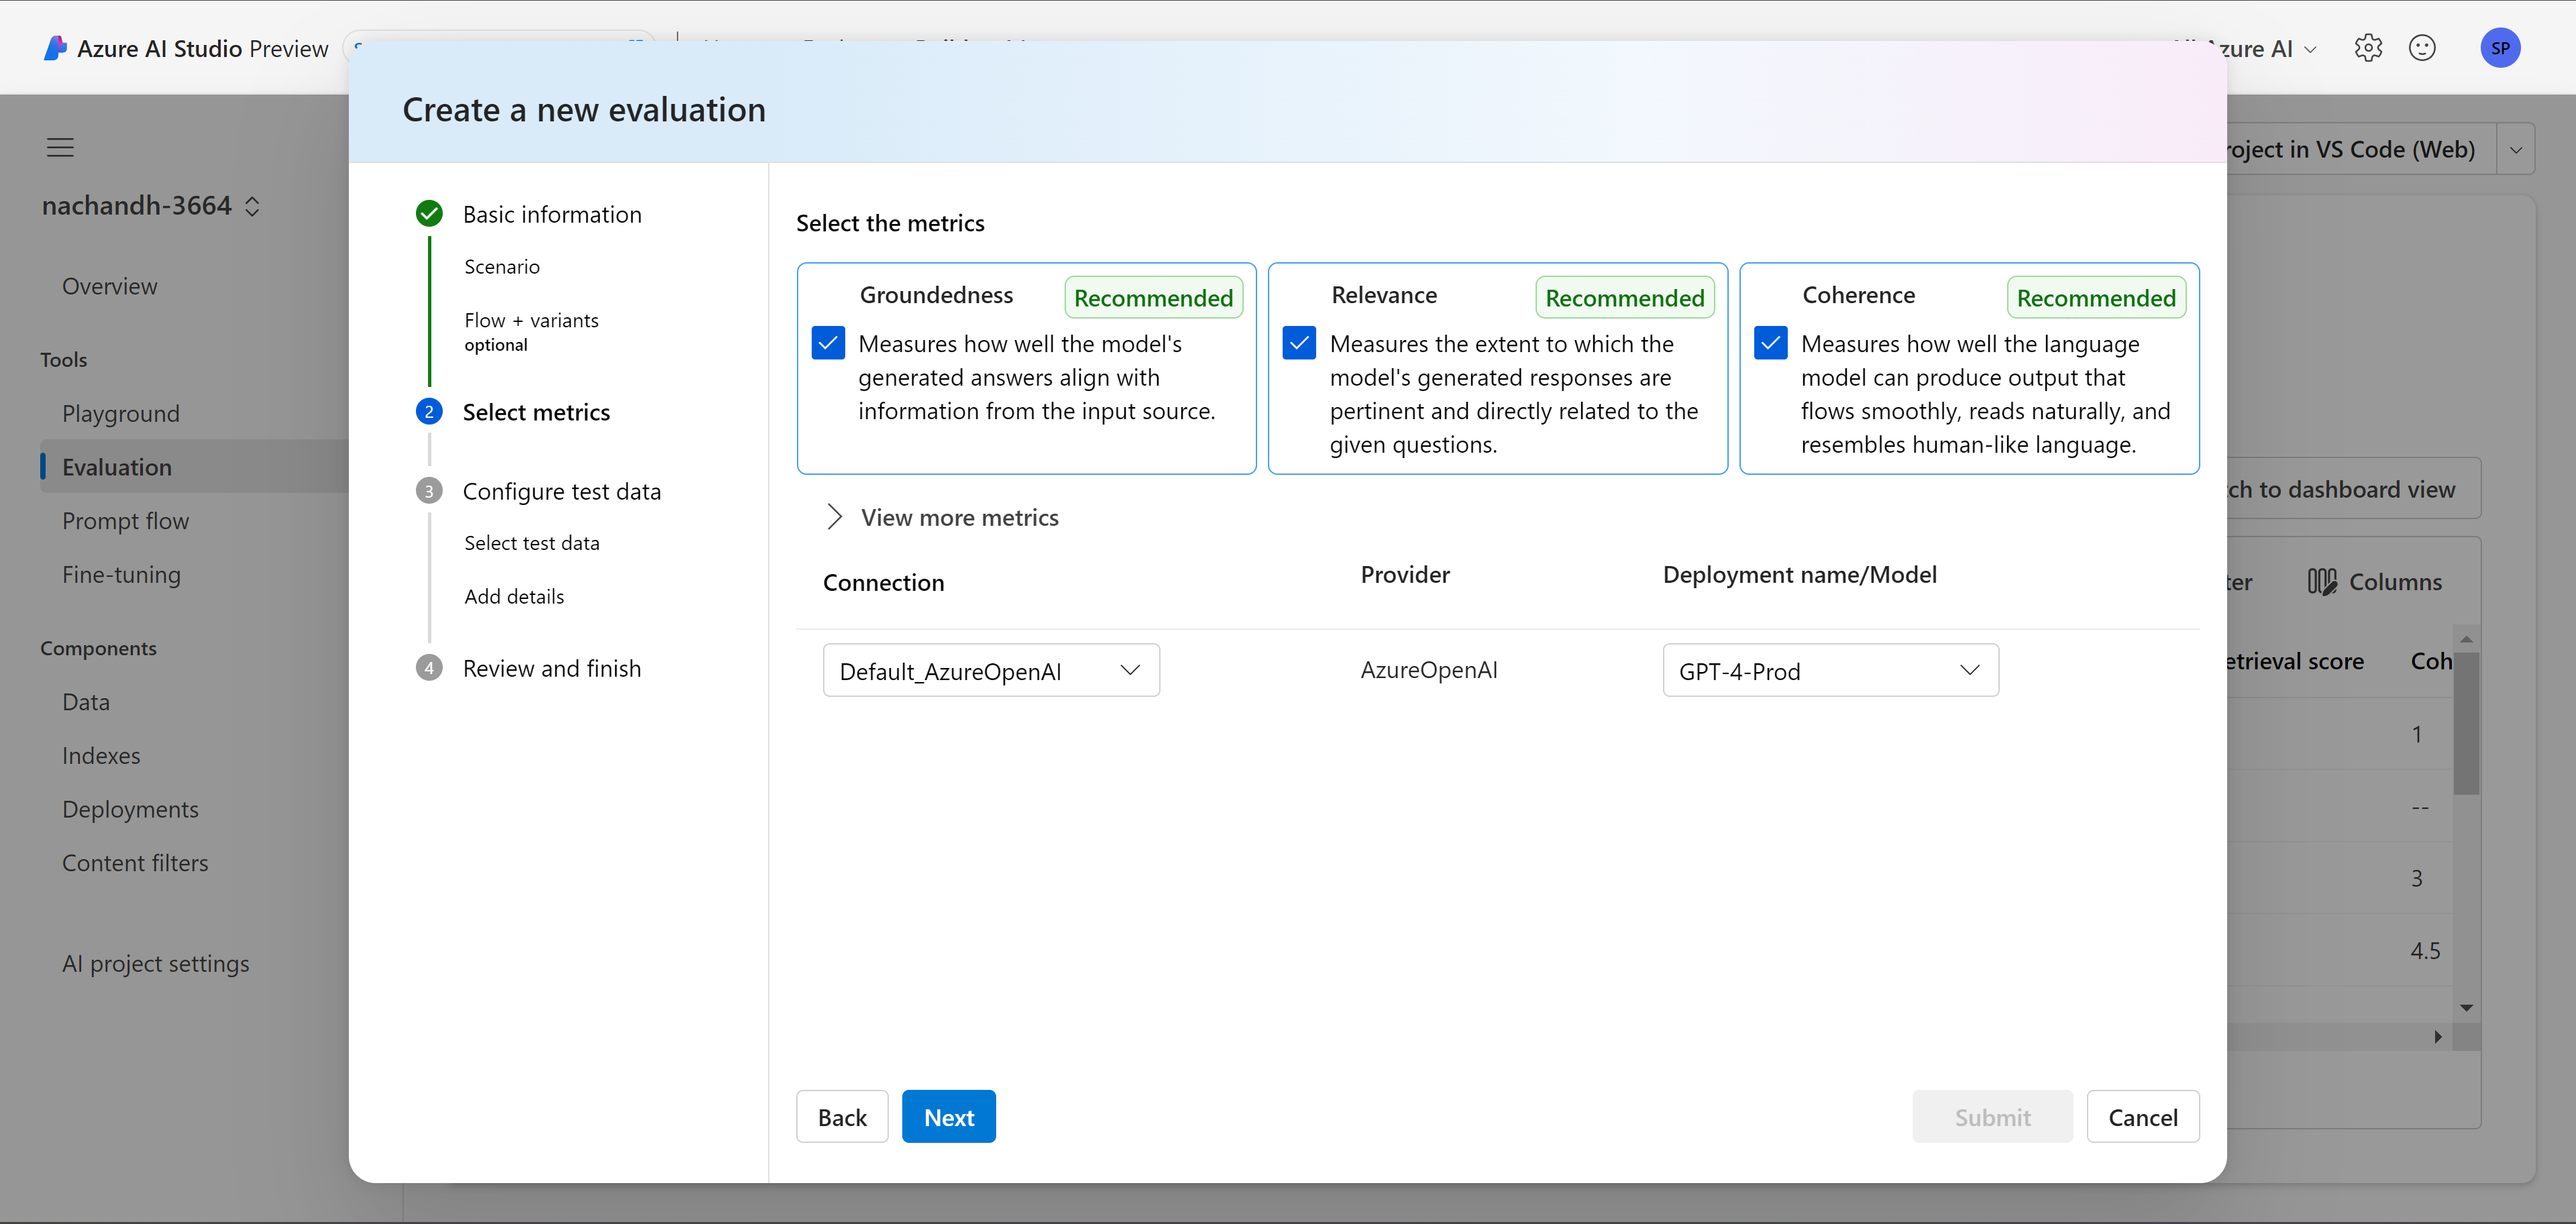 Azure AI Studio Preview
zure AI
SP
Create a new evaluation
roject in VS Code (Web)
nachandh-3664
Overview
Tools
Playground
Evaluation
Prompt flow
Fine-tuning
Components
Data
Indexes
Deployments
Content filters
AI project settings
Basic information
Scenario
Flow + variants
optional
2 Select metrics
3 Configure test data
Select test data
Add details
4 Review and finish
Select the metrics
Groundedness Recommended
Measures how well the model's
generated answers align with
information from the input source.
Relevance Recommended
Measures the extent to which the
model's generated responses are
pertinent and directly related to the
given questions.
Coherence Recommended
Measures how well the language
model can produce output that
flows smoothly, reads naturally, and
resembles human-like language.
View more metrics
Connection Provider Deployment name/Model
Default_AzureOpenAI AzureOpenAI GPT-4-Prod
Back Next Submit Cancel
ch to dashboard view
ter Columns
etrieval score Coh
1
--
3
4.5